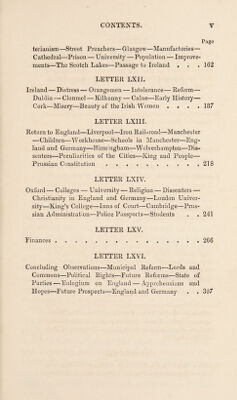 CONTENTS. v
Page
terianism—Street Preachers—Glasgow—Manufactories—
Cathedral—Prison—University—Population—Improve-
ments—The Scotch Lakes—Passage to Ireland . . . 162
LETTER LXII.
Ireland—Distress—Orangemen—Intolerance—Reform—
Dublin—Clonmel—Kilkenny—Caine—Early History—
Cork—Misery—Beauty of the Irish Women . . . . . 187
LETTER LXIII.
Return to England—Liverpool—Iron Rail-road—Manchester
—Children—Workhouse—Schools in Manchester—Eng-
land and Germany—Birmingham—Wolverhampton—Dis-
senters—Peculiarities of the Cities—King and People—
Prussian Constitution . . . . . . . . . . 218
LETTER LXIV.
Oxford—Colleges—University—Religion—Dissenters—
Christianity in England and Germany—London Univer-
sity—King's College—Inns of Court—Cambridge—Prus-
sian Administration—Police Passports—Students . . 241
LETTER LXV.
Finances . . . . . . . . . . . . . . 266
LETTER LXVI.
Concluding Observations—Municipal Reform—Lords and
Commons—Political Rights—Future Reforms—State of
Parties—Eulogium on England—Apprehensions and
Hopes—Future Prospects—England and Germany . . 307